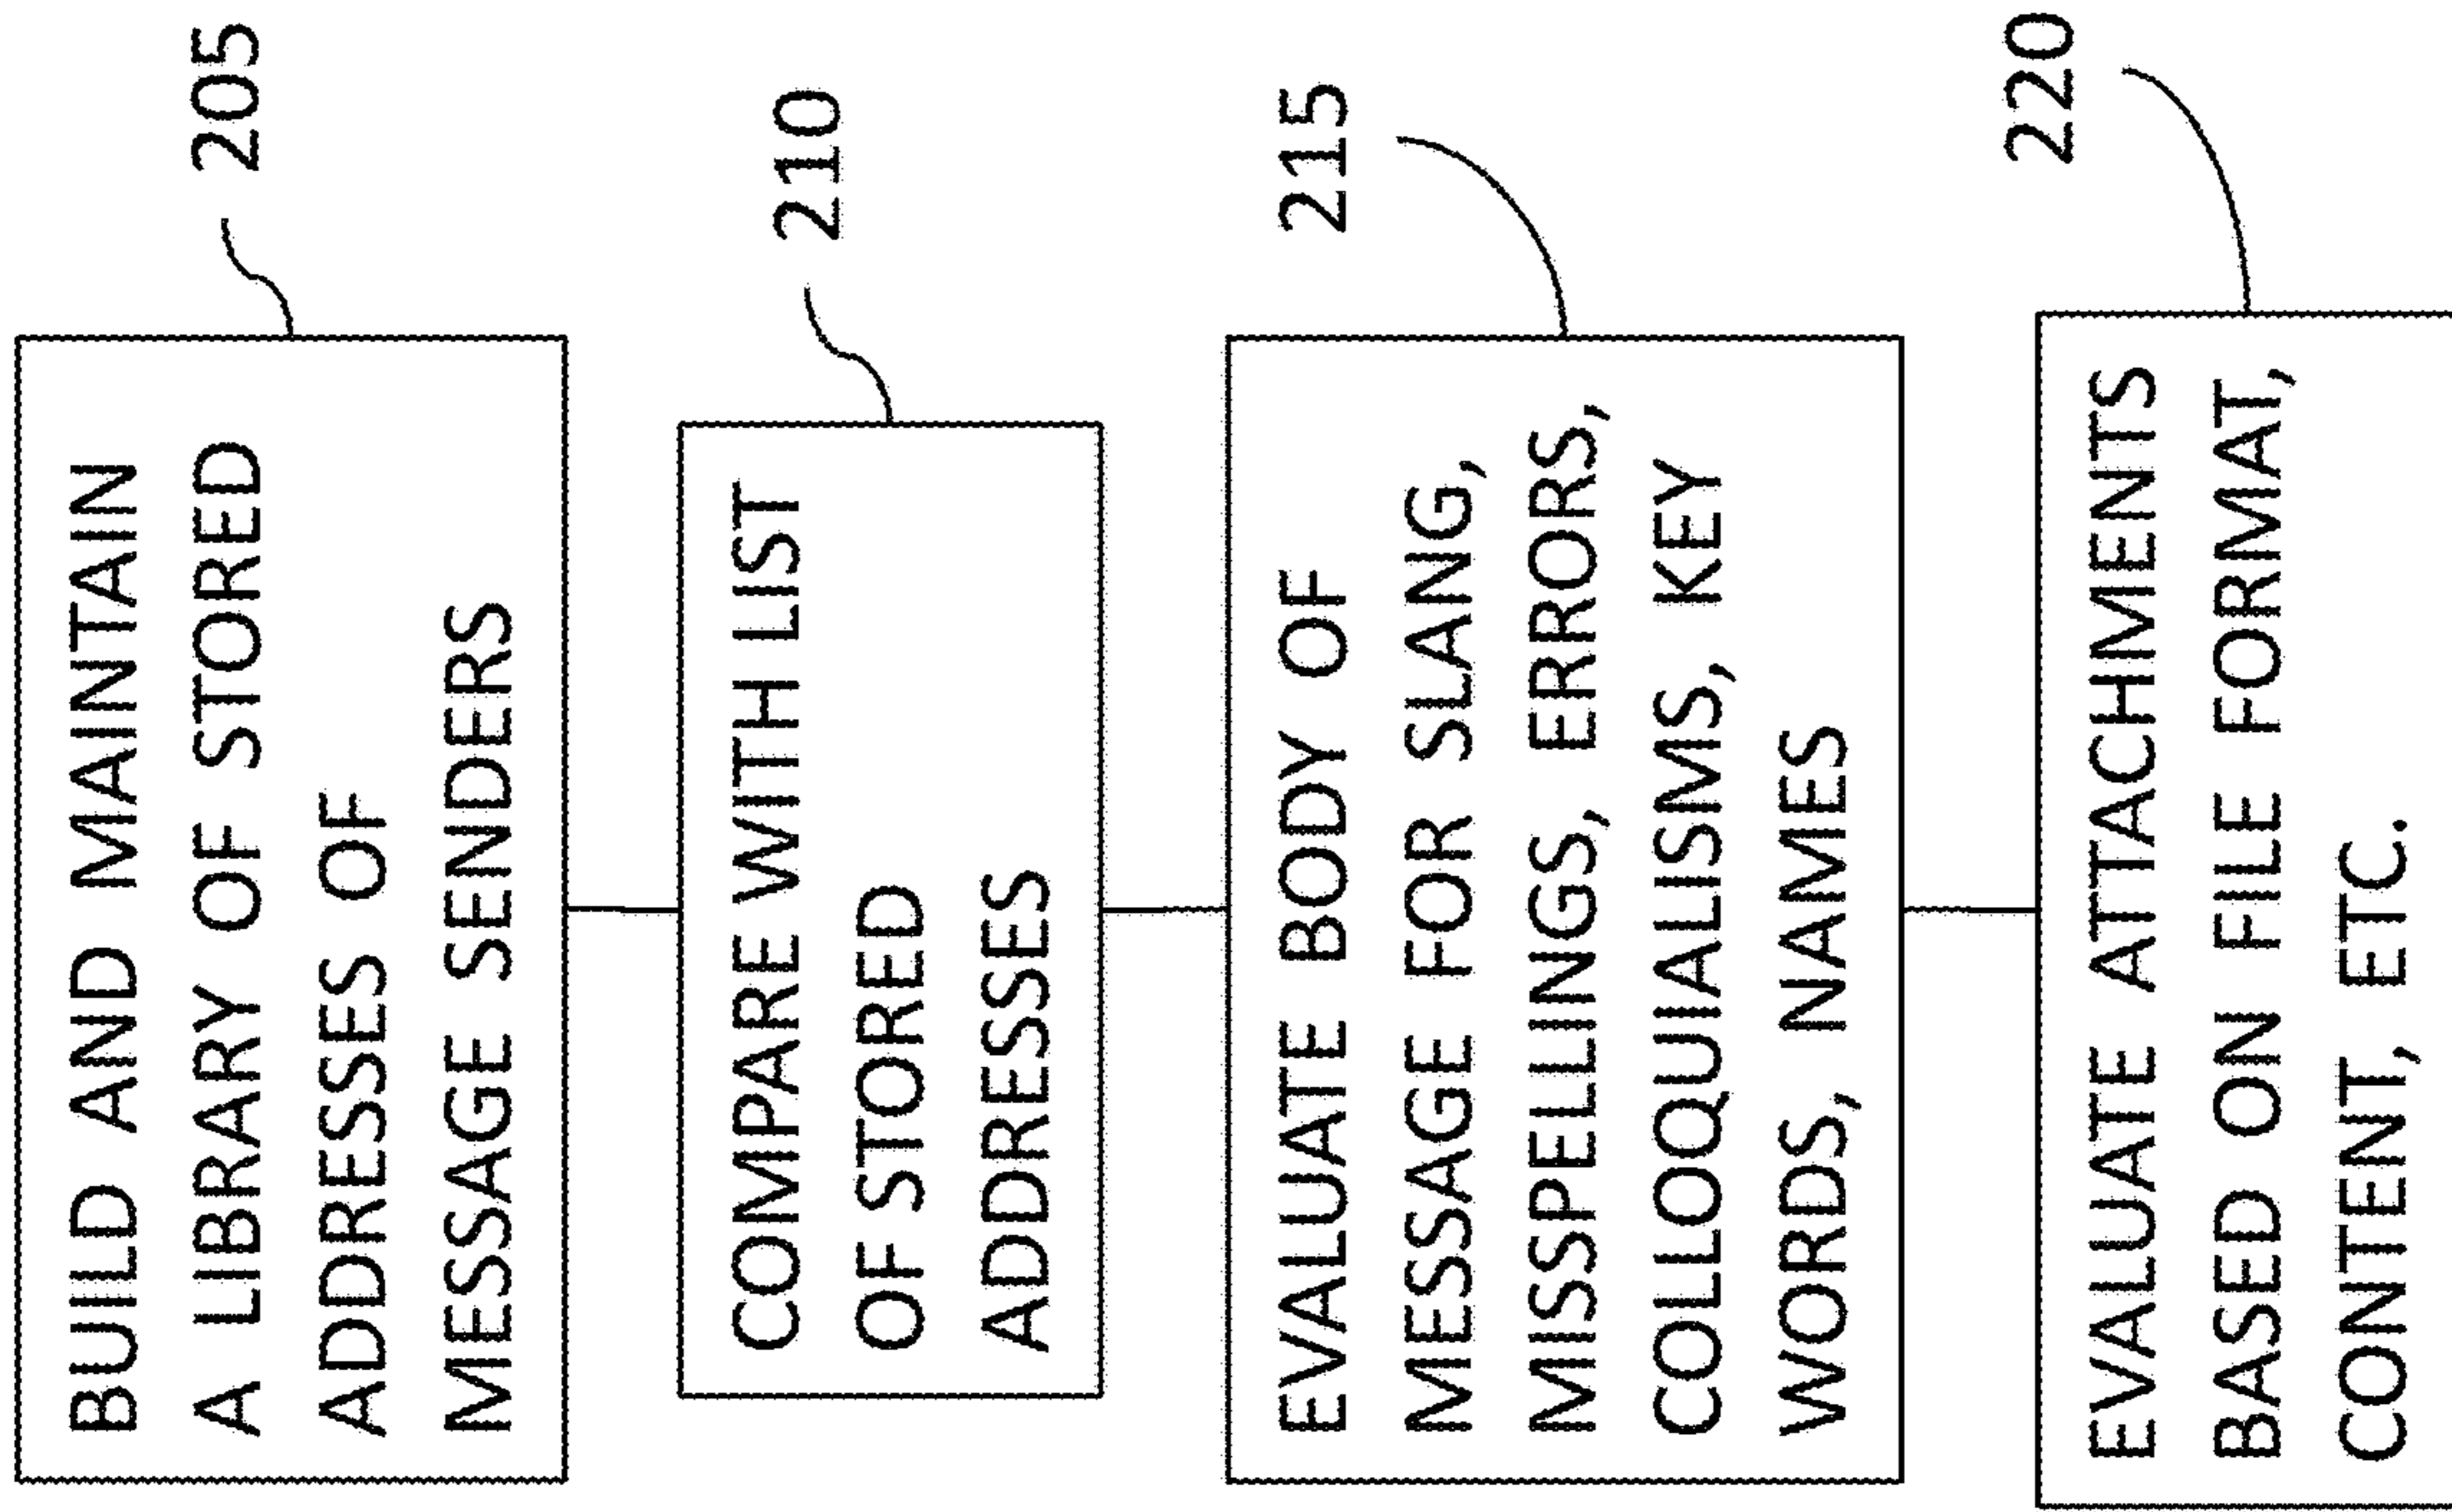 BUILD AND MAINTAIN
A LIBRARY OF STORED
ADDRESSES OF
MESSAGE SENDERS
205
COMPARE WITH LIST
OF STORED
ADDRESSES
210
EVALUATE BODY OF
MESSAGE FOR SLANG,
MISSPELLINGS, ERRORS,
COLLOQUIALISMS, KEY
WORDS, NAMES
215
EVALUATE ATTACHMENTS
BASED ON FILE FORMAT,
CONTENT, ETC.
220